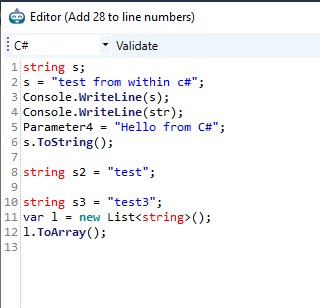 Editor (Add 28 to line numbers)
C# Validate
1 string s;
2 s = "test from within c#";
3 Console.WriteLine(s);
4 Console.WriteLine(str);
5 Parameter4 = "Hello from C#";
6 s.ToString();
7
8 string s2 = "test";
9
10 string s3 = "test3";
11 var l = new List<string>();
12 l.ToArray();
13